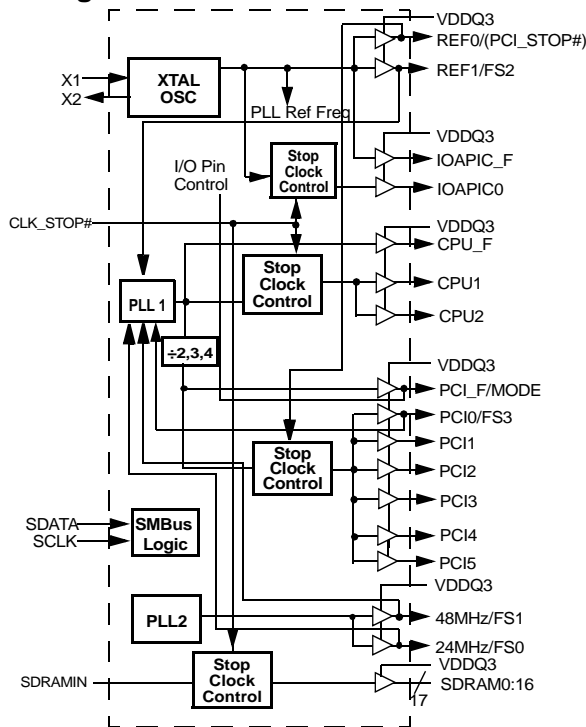 VDDQ3
REF0/(PCI_STOP#)
X1
X2
XTAL
OSC
REF1/FS2
PLL Ref Freq
VDDQ3
I/O Pin
Control
Stop
Clock
Control
IOAPIC_F
IOAPIC0
CLK_STOP#
VDDQ3
CPU_F
Stop
Clock
Control
PLL 1
CPU1
CPU2
÷2,3,4
VDDQ3
PCI_F/MODE
PCI0/FS3
Stop
Clock
Control
PCI1
PCI2
PCI3
PCI4
PCI5
SDATA
SCLK
SMBus
Logic
VDDQ3
PLL2
48MHz/FS1
24MHz/FS0
VDDQ3
SDRAMIN
Stop
Clock
Control
SDRAM0:16
17